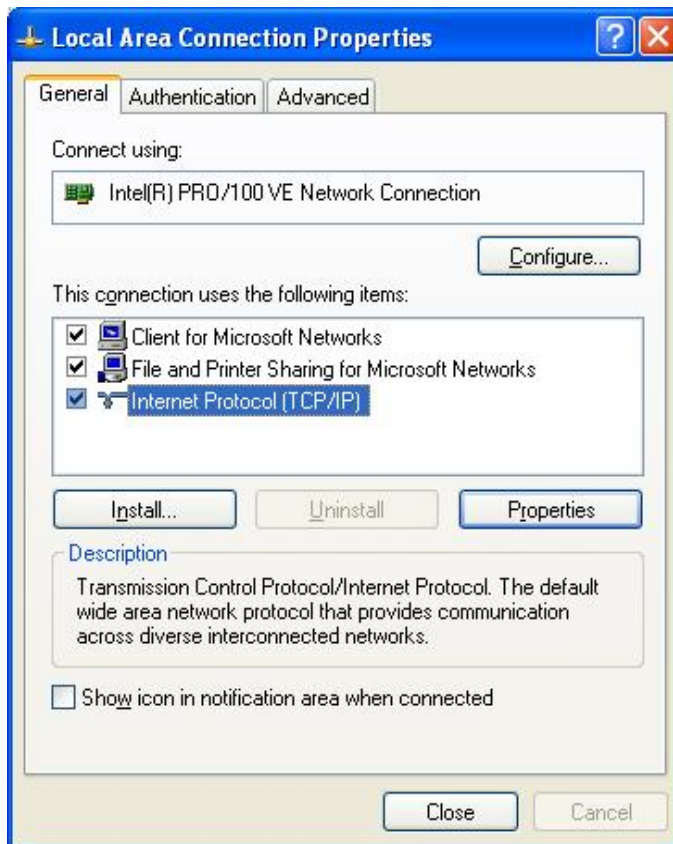 Local Area Connection Properties
?
General Authentication Advanced
Connect using:
Intel(R) PRO/100 VE Network Connection
Configure...
This connection uses the following items:
Client for Microsoft Networks
File and Printer Sharing for Microsoft Networks
Internet Protocol (TCP/IP)
Install... Uninstall Properties
Description
Transmission Control Protocol/Internet Protocol. The default
wide area network protocol that provides communication
across diverse interconnected networks.
Show icon in notification area when connected
Close Cancel